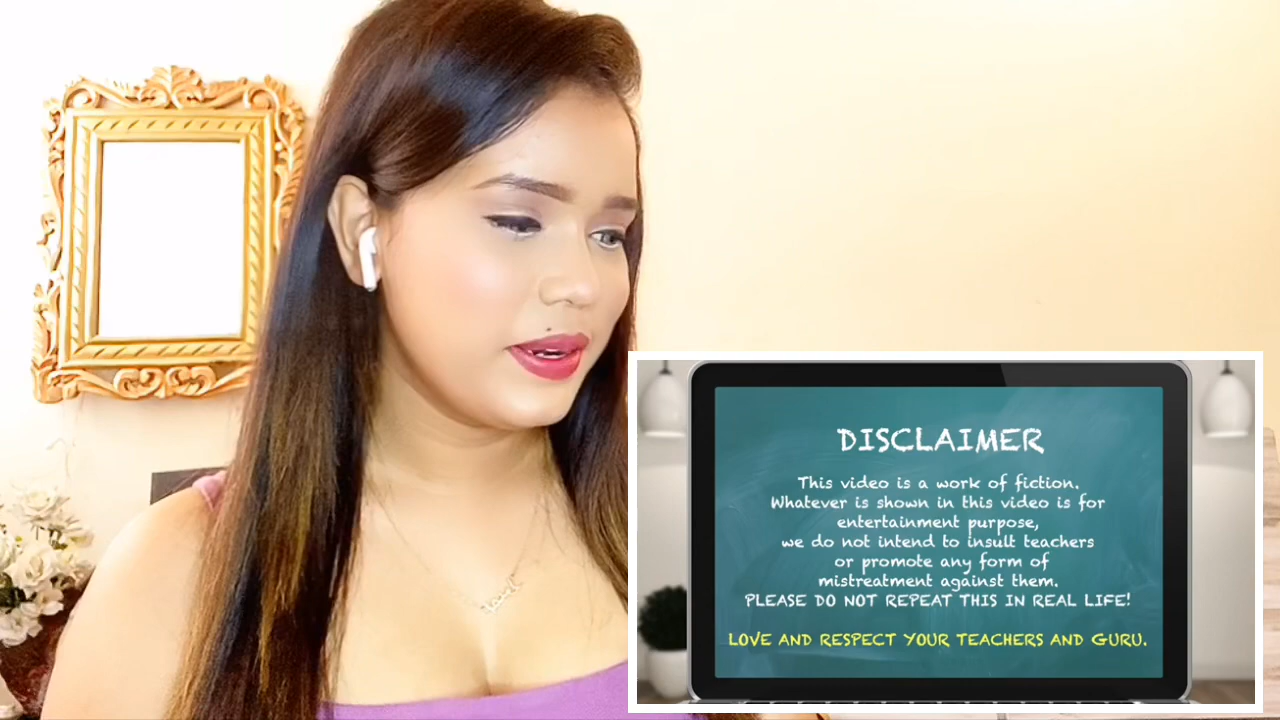 DISCLAIMER
This video is a work of fiction.
Whatever is shown in this video is for
entertainment purpose,
we do not intend to insult teachers
or promote any form of
mistreatment against them.
PLEASE DO NOT REPEAT THIS IN REAL LIFE!
LOVE AND RESPECT YOUR TEACHERS AND GURU.